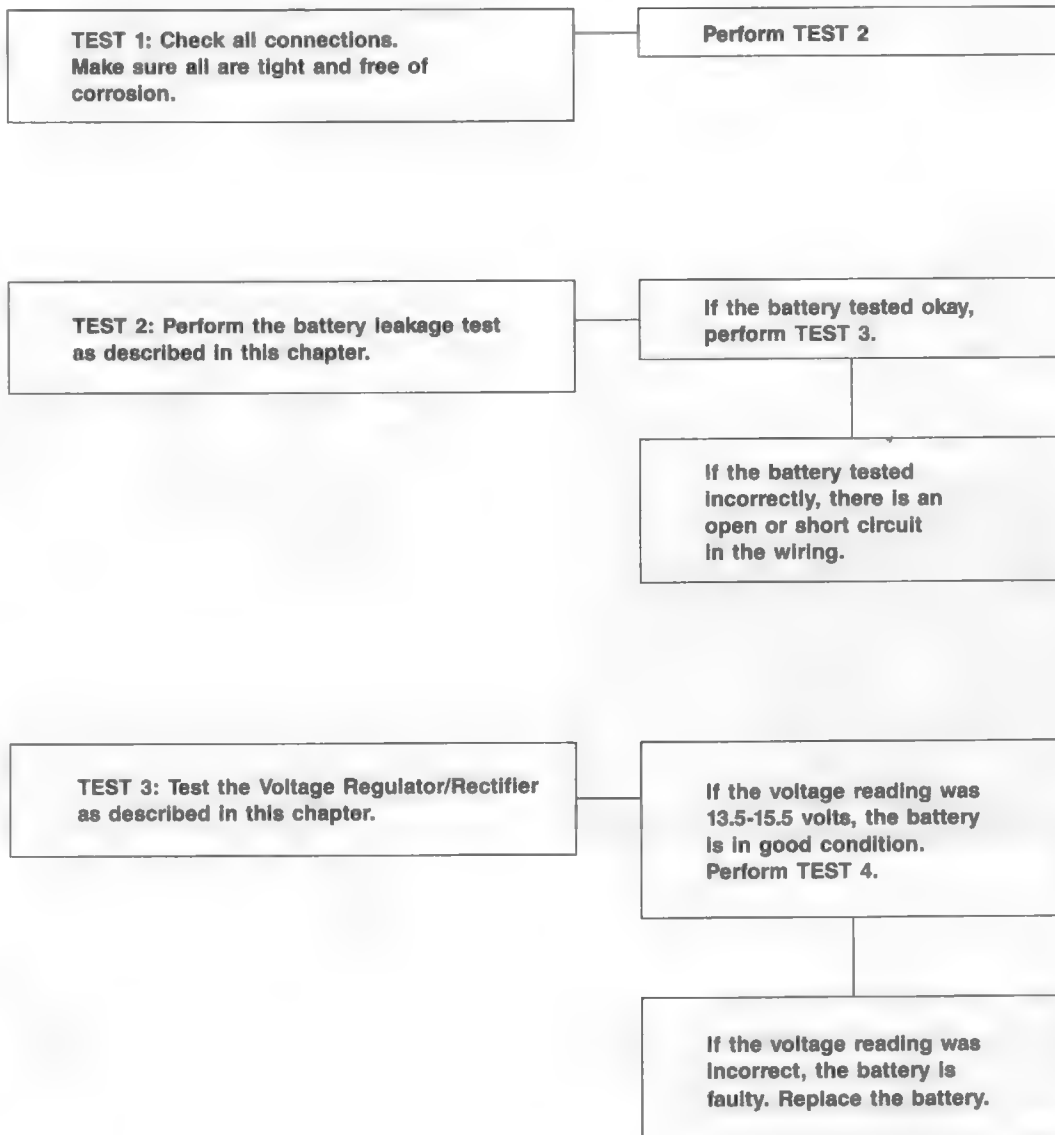 TEST 1: Check all connections.
Make sure all are tight and free of
corrosion.
Perform TEST 2
TEST 2: Perform the battery leakage test
as described in this chapter.
If the battery tested okay,
perform TEST 3.
If the battery tested
incorrectly, there is an
open or short circuit
in the wiring.
TEST 3: Test the Voltage Regulator/Rectifier
as described in this chapter.
If the voltage reading was
13.5-15.5 volts, the battery
is in good condition.
Perform TEST 4.
If the voltage reading was
incorrect, the battery is
faulty. Replace the battery.